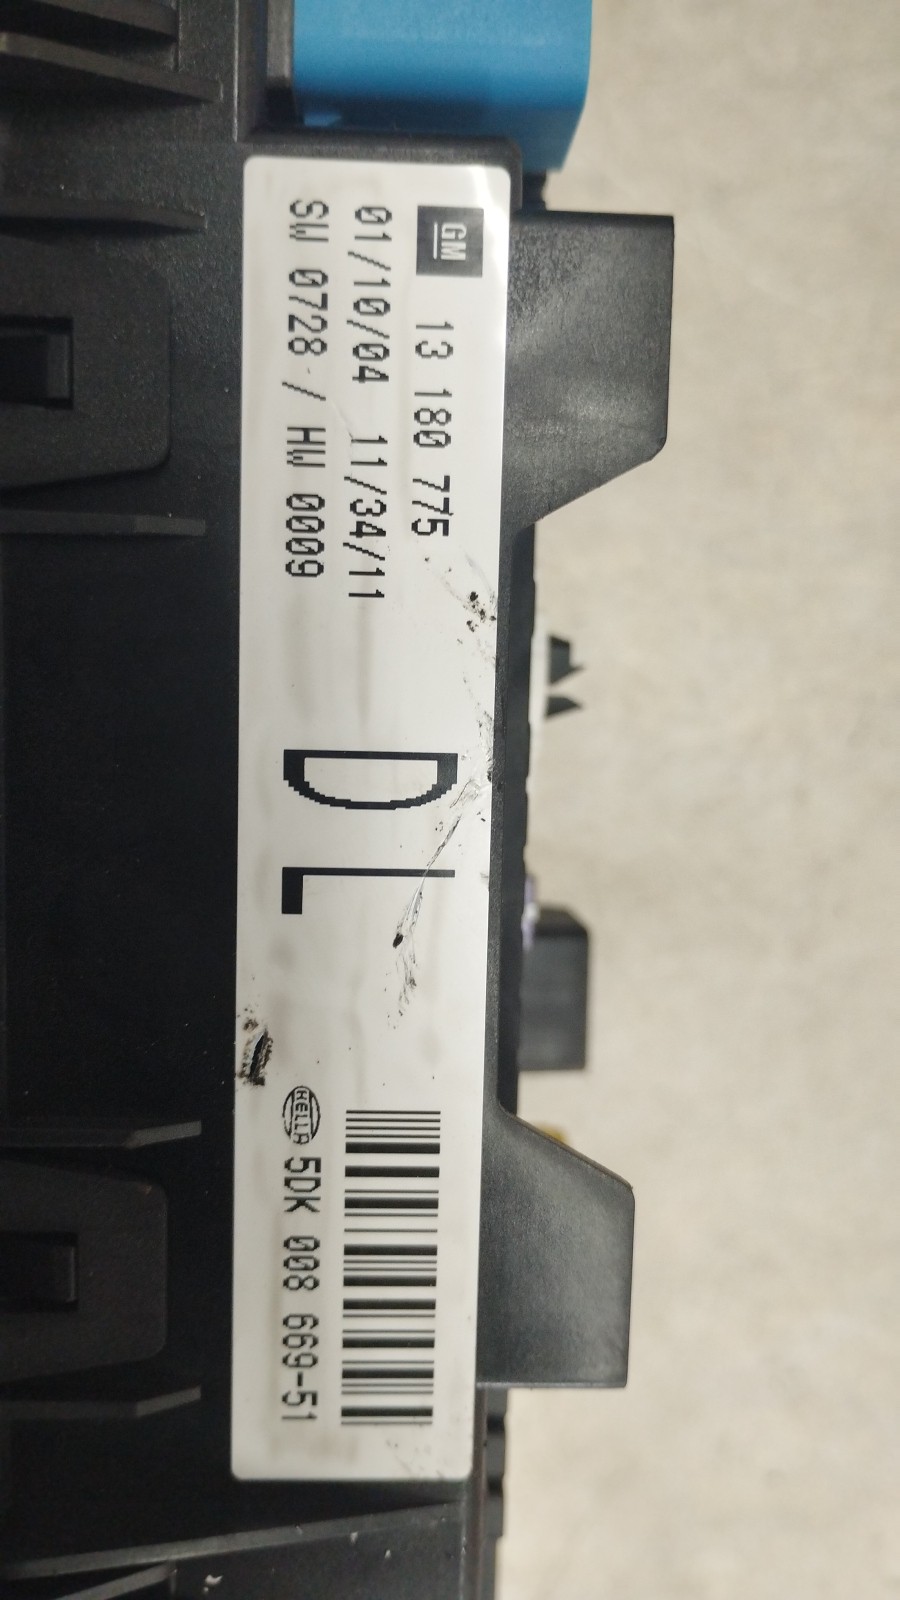 GM 13 180 775
01/10/04 11/34/11
SW 0728 / HW 0009
DL
HELLA 5DK 008 669-51